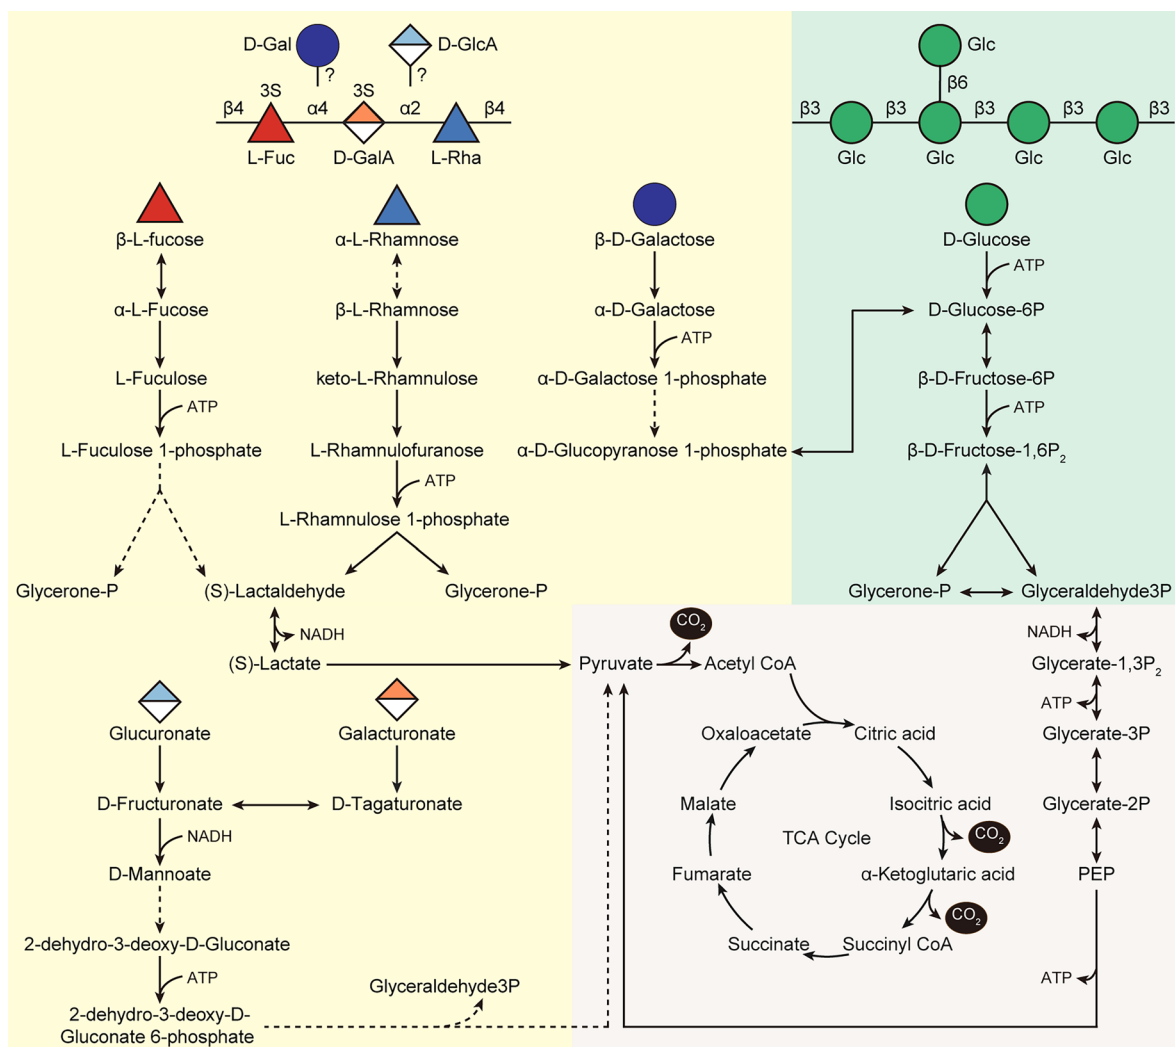 D-Gal
D-GlcA
?
?
3S
3S
β4
α4
α2
β4
L-Fuc
D-GalA
L-Rha
Glc
β6
β3
β3
β3
β3
β3
Glc
Glc
Glc
Glc
β-L-fucose
α-L-Rhamnose
β-D-Galactose
D-Glucose
ATP
α-L-Fucose
β-L-Rhamnose
α-D-Galactose
D-Glucose-6P
ATP
L-Fuculose
keto-L-Rhamnulose
α-D-Galactose 1-phosphate
β-D-Fructose-6P
ATP
ATP
L-Fuculose 1-phosphate
L-Rhamnulofuranose
α-D-Glucopyranose 1-phosphate
β-D-Fructose-1,6P2
ATP
L-Rhamnulose 1-phosphate
Glycerone-P
(S)-Lactaldehyde
Glycerone-P
Glycerone-P
Glyceraldehyde3P
NADH
CO2
NADH
(S)-Lactate
Pyruvate
Acetyl CoA
Glycerate-1,3P2
ATP
Glucuronate
Galacturonate
Oxaloacetate
Citric acid
Glycerate-3P
D-Fructuronate
D-Tagaturonate
Malate
Isocitric acid
Glycerate-2P
NADH
TCA Cycle
CO2
D-Mannoate
Fumarate
α-Ketoglutaric acid
PEP
CO2
2-dehydro-3-deoxy-D-Gluconate
Succinate
Succinyl CoA
ATP
Glyceraldehyde3P
ATP
2-dehydro-3-deoxy-D-
Gluconate 6-phosphate